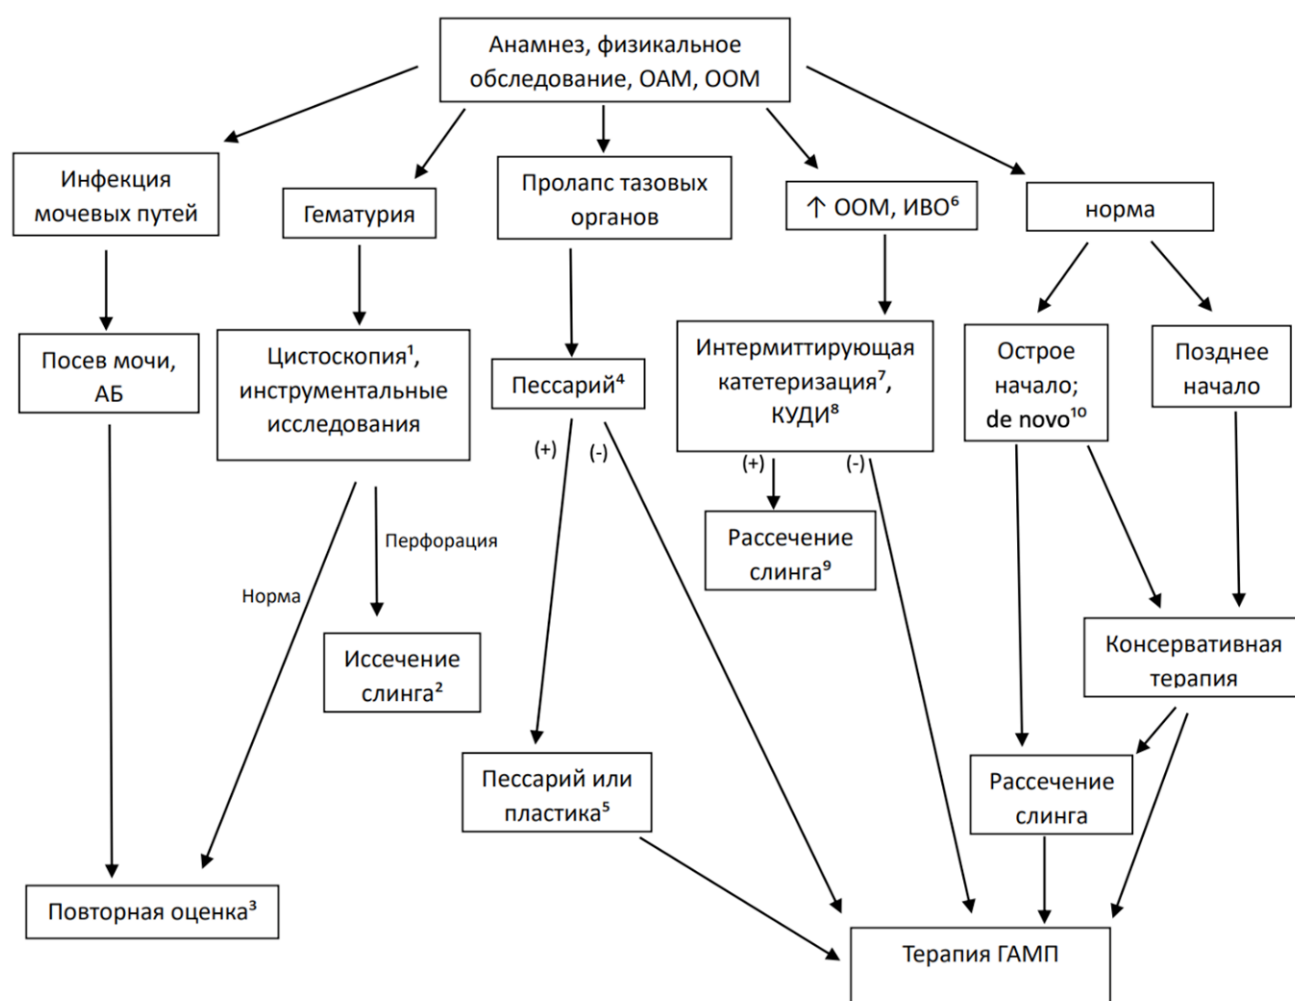 Анамнез, физикальное
обследование, ОАМ, ООМ
Инфекция
мочевых путей
Гематурия
Пролапс тазовых
органов
↑ ООМ, ИВО⁶
норма
Посев мочи,
АБ
Цистоскопия¹,
инструментальные
исследования
Пессарий⁴
Интермиттирующая
катетеризация⁷,
КУДИ⁸
Острое
начало;
de novo¹⁰
Позднее
начало
(+)
(-)
(+)
(-)
Рассечение
слинга⁹
Перфорация
Норма
Иссечение
слинга²
Консервативная
терапия
Пессарий или
пластика⁵
Рассечение
слинга
Повторная оценка³
Терапия ГАМП